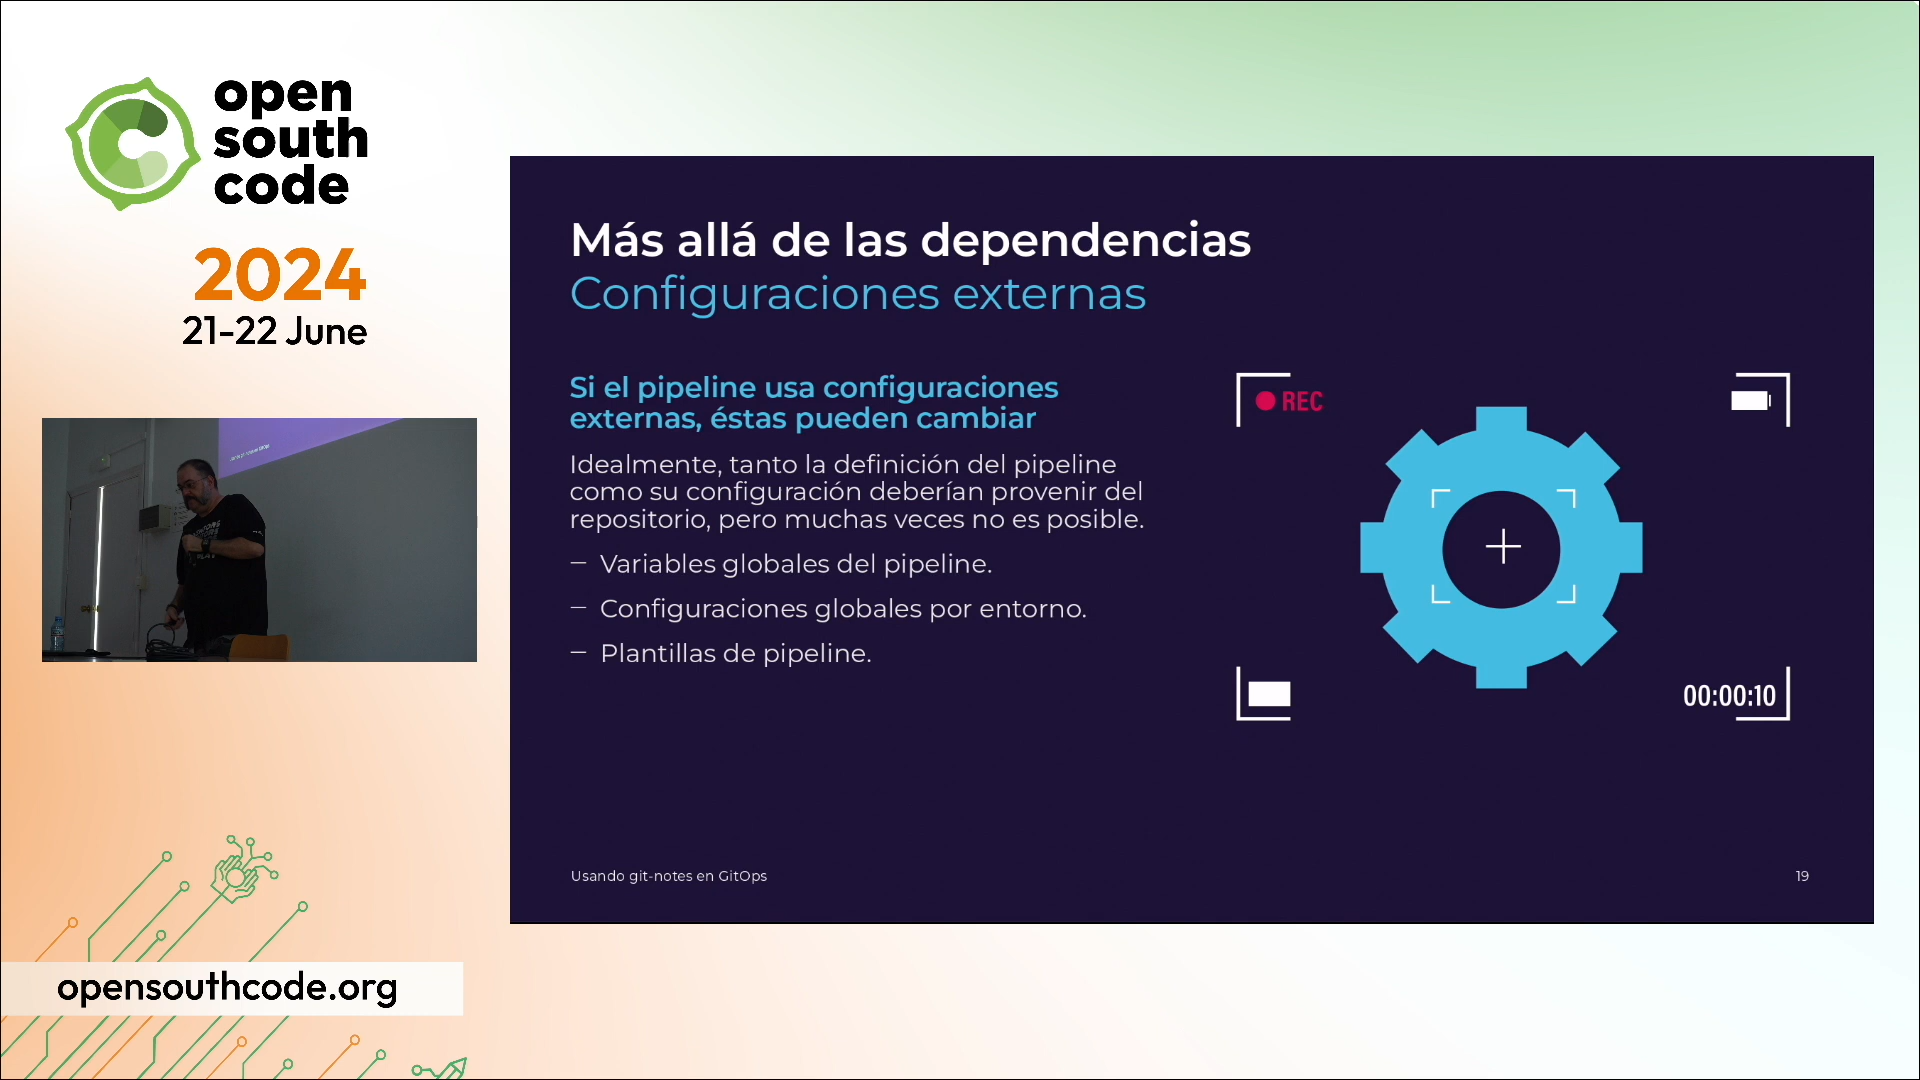 open
south
code
2024
21-22 June
Más allá de las dependencias
Configuraciones externas
Si el pipeline usa configuraciones
externas, éstas pueden cambiar
Idealmente, tanto la definición del pipeline
como su configuración deberían provenir del
repositorio, pero muchas veces no es posible.
— Variables globales del pipeline.
— Configuraciones globales por entorno.
— Plantillas de pipeline.
REC
00:00:10
Usando git-notes en GitOps
19
opensouthcode.org